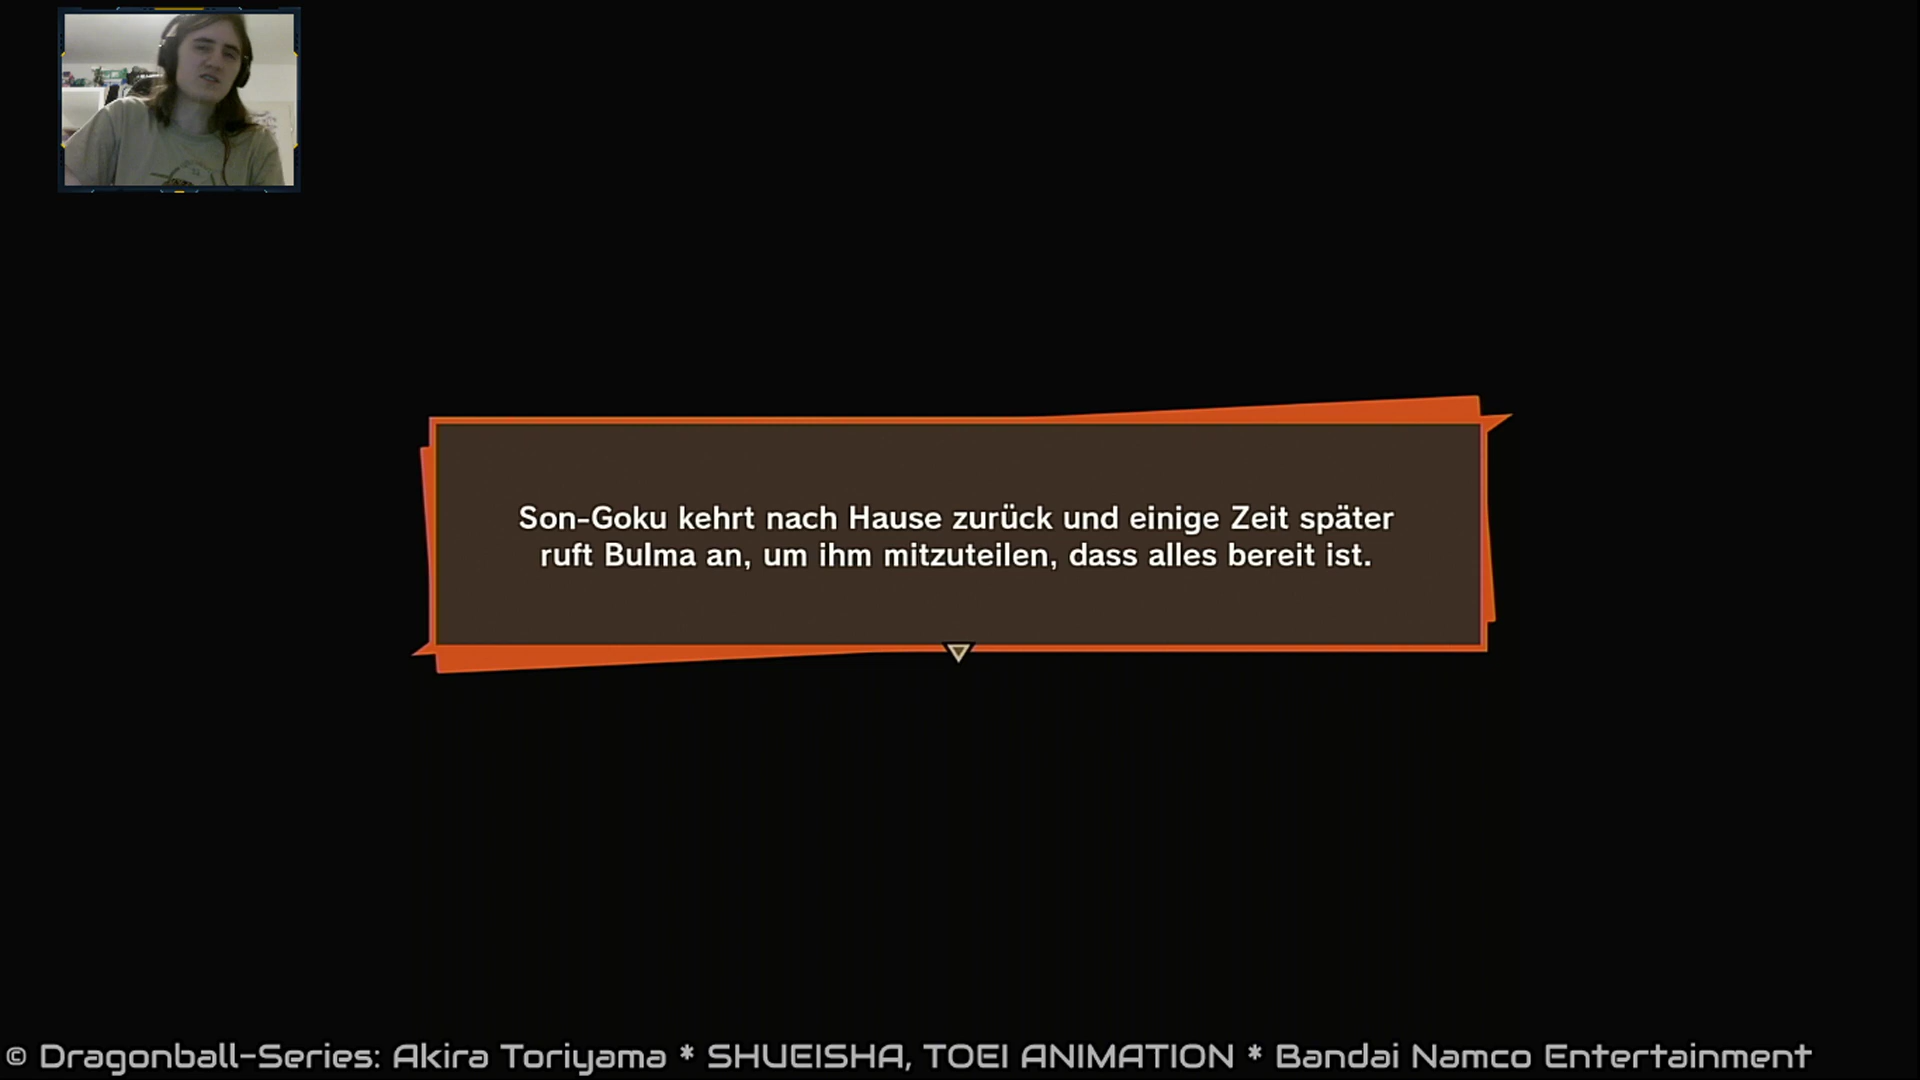 Son-Goku kehrt nach Hause zurück und einige Zeit später
ruft Bulma an, um ihm mitzuteilen, dass alles bereit ist.
© Dragonball-Series: Akira Toriyama * SHUEISHA, TOEI ANIMATION * Bandai Namco Entertainment